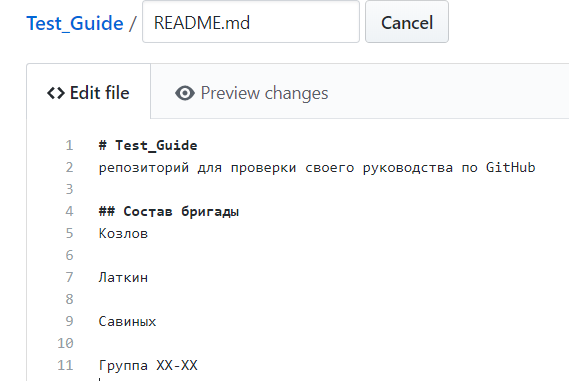 Test_Guide / README.md Cancel
<> Edit file Preview changes
1 # Test_Guide
2 репозиторий для проверки своего руководства по GitHub
3
4 ## Состав бригады
5 Козлов
6
7 Латкин
8
9 Савиных
10
11 Группа XX-XX